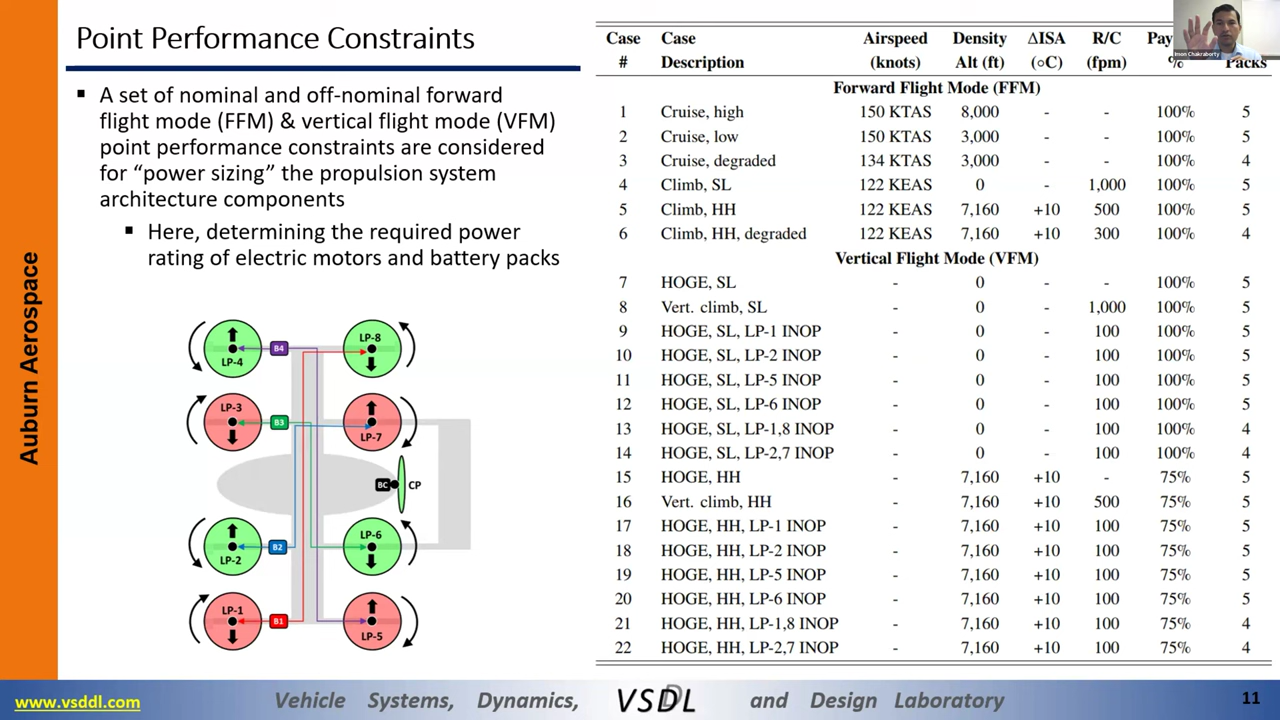 Point Performance Constraints
▪ A set of nominal and off-nominal forward
flight mode (FFM) & vertical flight mode (VFM)
point performance constraints are considered
for “power sizing” the propulsion system
architecture components
▪ Here, determining the required power
rating of electric motors and battery packs
Auburn Aerospace
LP-4
B4
LP-8
LP-3
B3
LP-7
BC
CP
LP-2
B2
LP-6
LP-1
B1
LP-5
Case Case Airspeed Density ΔISA R/C
# Description (knots) Alt (ft) (○C) (fpm) % Packs
Imon Chakraborty
Forward Flight Mode (FFM)
1 Cruise, high 150 KTAS 8,000 - - 100% 5
2 Cruise, low 150 KTAS 3,000 - - 100% 5
3 Cruise, degraded 134 KTAS 3,000 - - 100% 4
4 Climb, SL 122 KEAS 0 - 1,000 100% 5
5 Climb, HH 122 KEAS 7,160 +10 500 100% 5
6 Climb, HH, degraded 122 KEAS 7,160 +10 300 100% 4
Vertical Flight Mode (VFM)
7 HOGE, SL - 0 - - 100% 5
8 Vert. climb, SL - 0 - 1,000 100% 5
9 HOGE, SL, LP-1 INOP - 0 - 100 100% 5
10 HOGE, SL, LP-2 INOP - 0 - 100 100% 5
11 HOGE, SL, LP-5 INOP - 0 - 100 100% 5
12 HOGE, SL, LP-6 INOP - 0 - 100 100% 5
13 HOGE, SL, LP-1,8 INOP - 0 - 100 100% 4
14 HOGE, SL, LP-2,7 INOP - 0 - 100 100% 4
15 HOGE, HH - 7,160 +10 - 75% 5
16 Vert. climb, HH - 7,160 +10 500 75% 5
17 HOGE, HH, LP-1 INOP - 7,160 +10 100 75% 5
18 HOGE, HH, LP-2 INOP - 7,160 +10 100 75% 5
19 HOGE, HH, LP-5 INOP - 7,160 +10 100 75% 5
20 HOGE, HH, LP-6 INOP - 7,160 +10 100 75% 5
21 HOGE, HH, LP-1,8 INOP - 7,160 +10 100 75% 4
22 HOGE, HH, LP-2,7 INOP - 7,160 +10 100 75% 4
www.vsddl.com Vehicle Systems, Dynamics, VSDDL and Design Laboratory 11